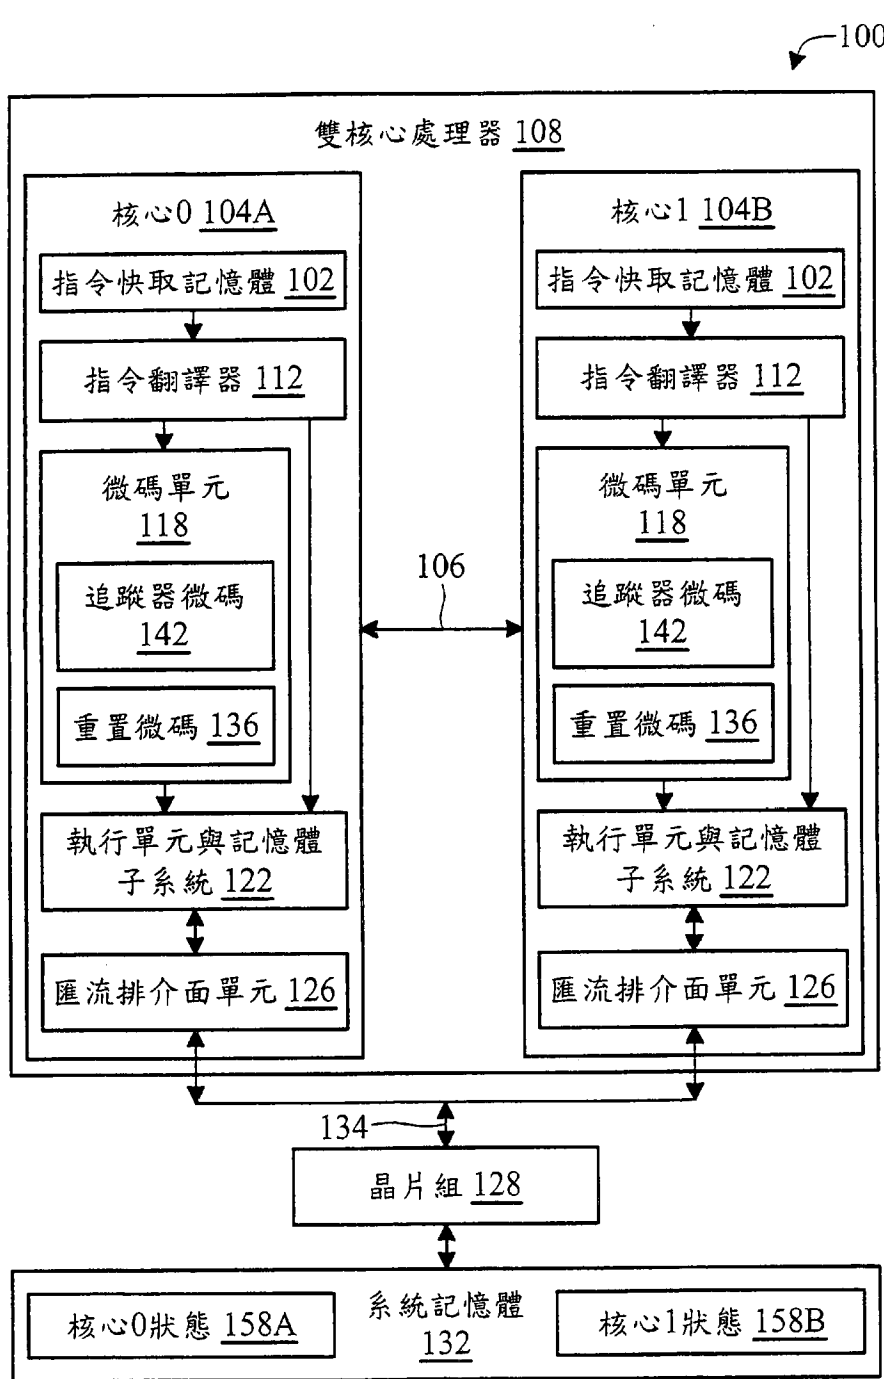 100
雙核心處理器 108
核心0 104A
指令快取記憶體 102
指令翻譯器 112
微碼單元
118
追蹤器微碼
142
重置微碼 136
執行單元與記憶體
子系統 122
匯流排介面單元 126
106
核心1 104B
指令快取記憶體 102
指令翻譯器 112
微碼單元
118
追蹤器微碼
142
重置微碼 136
執行單元與記憶體
子系統 122
匯流排介面單元 126
134
晶片組 128
核心0狀態 158A
系統記憶體
132
核心1狀態 158B